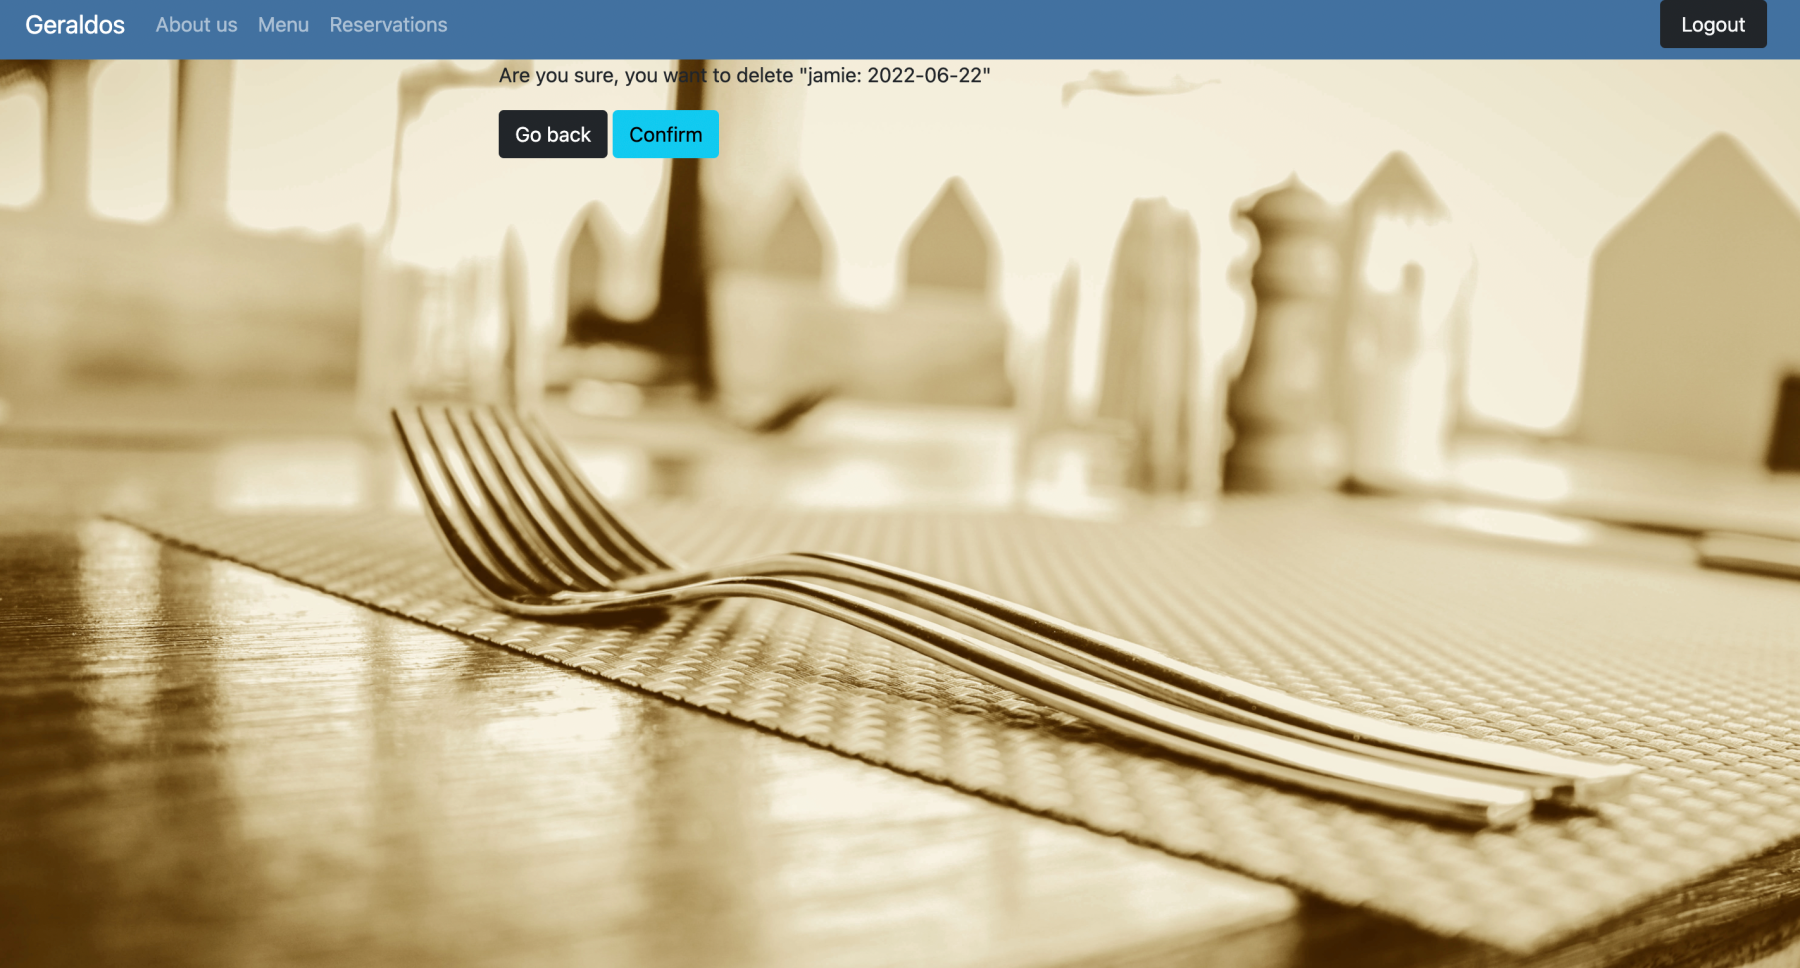 Geraldos About us Menu Reservations Logout
Are you sure, you want to delete "jamie: 2022-06-22"
Go back Confirm